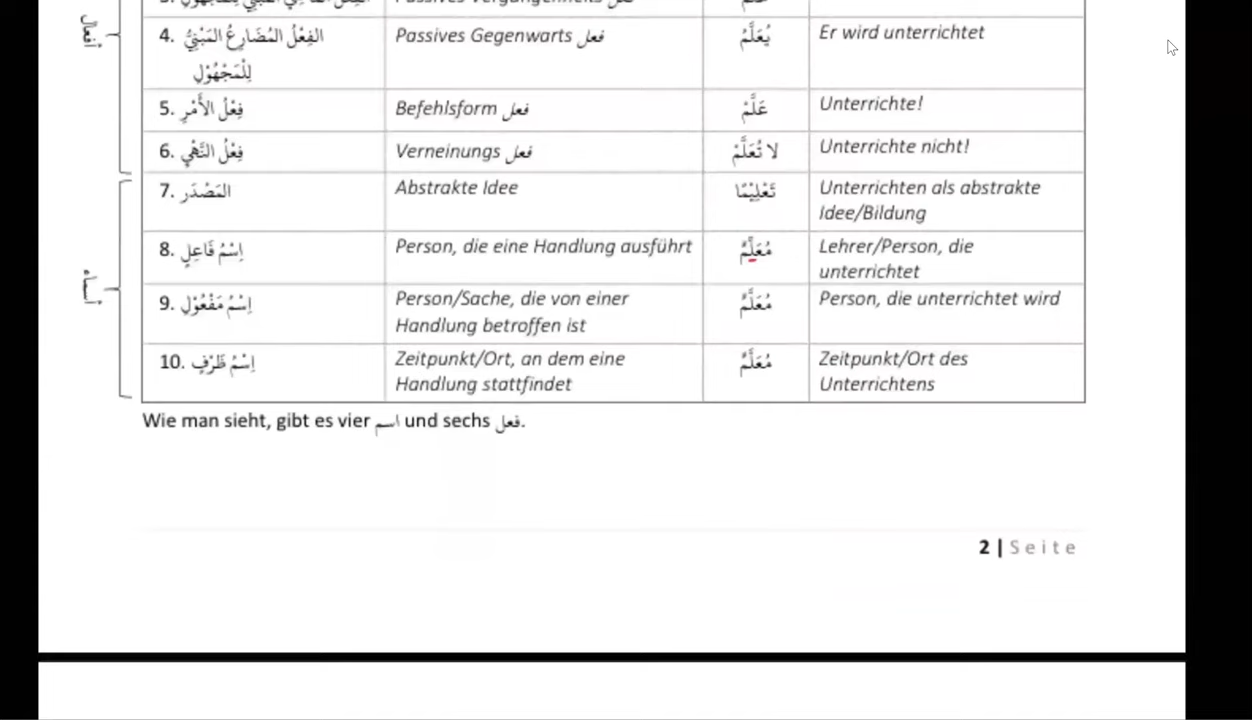 Passives Vergangenheits فعل
4. الفِعْلُ المُضَارِعُ المَبْنِيُّ Passives Gegenwarts فعل يُعَلَّمُ Er wird unterrichtet
لِلْمَجْهُوْلِ
5. فِعْلُ الأَمْرِ Befehlsform فعل عَلِّمْ Unterrichte!
6. فِعْلُ النَّهْيِ Verneinungs فعل لا تُعَلِّمْ Unterrichte nicht!
7. المَصْدَر Abstrakte Idee تَعْلِيْمًا Unterrichten als abstrakte
Idee/Bildung
8. اِسْمُ فَاعِلٍ Person, die eine Handlung ausführt مُعَلِّمٌ Lehrer/Person, die
unterrichtet
9. اِسْمُ مَفْعُوْلٍ Person/Sache, die von einer مُعَلَّمٌ Person, die unterrichtet wird
Handlung betroffen ist
10. اِسْمُ ظَرْفٍ Zeitpunkt/Ort, an dem eine مُعَلَّمٌ Zeitpunkt/Ort des
Handlung stattfindet Unterrichtens
Wie man sieht, gibt es vier اسم und sechs فعل.
2 | Seite